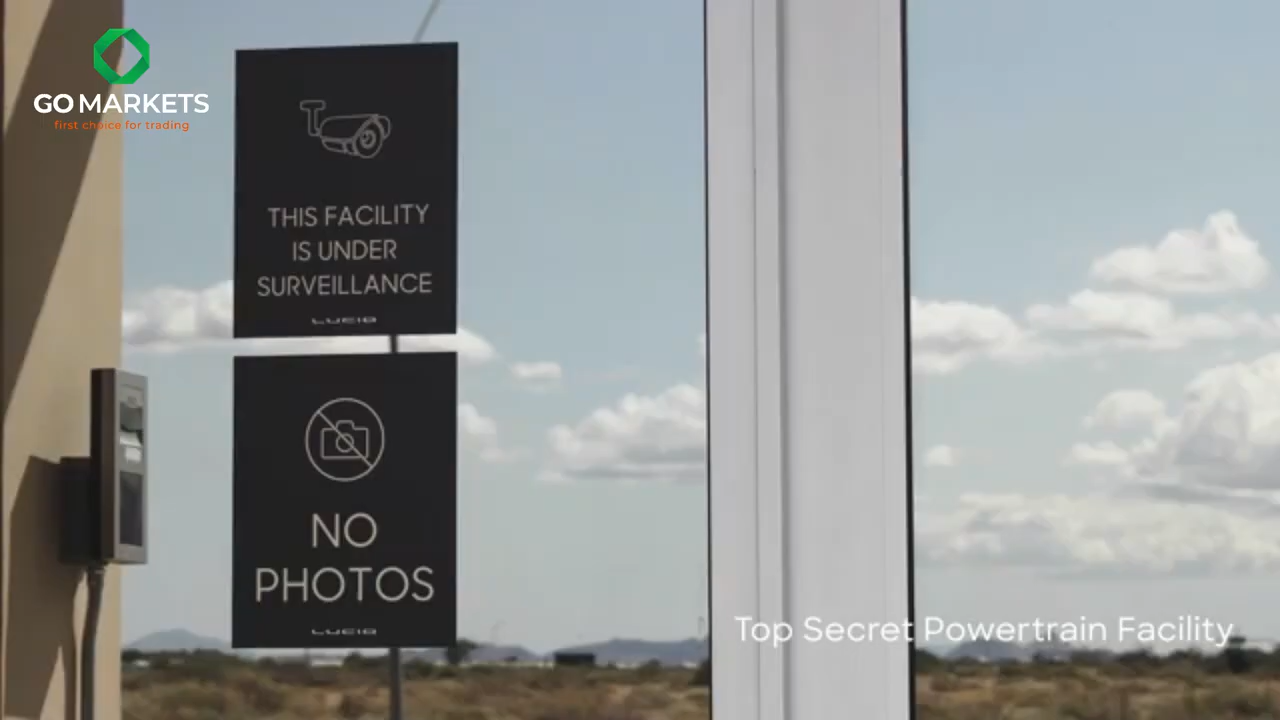 GO MARKETS
first choice for trading
THIS FACILITY
IS UNDER
SURVEILLANCE
LUCID
NO
PHOTOS
LUCID
Top Secret Powertrain Facility